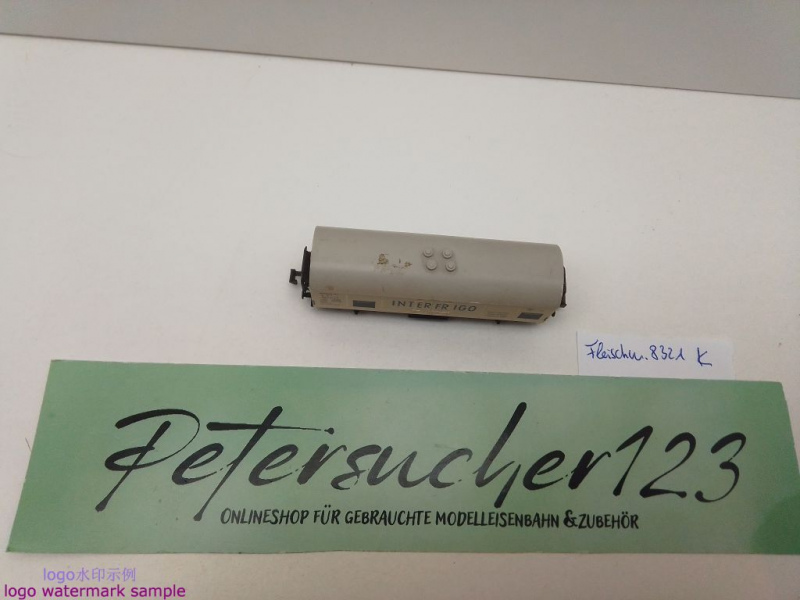 INTERFRIGO
Fleischm. 8321 K
Petersucher123
ONLINESHOP FÜR GEBRAUCHTE MODELLEISENBAHN & ZUBEHÖR
logo水印示例
logo watermark sample